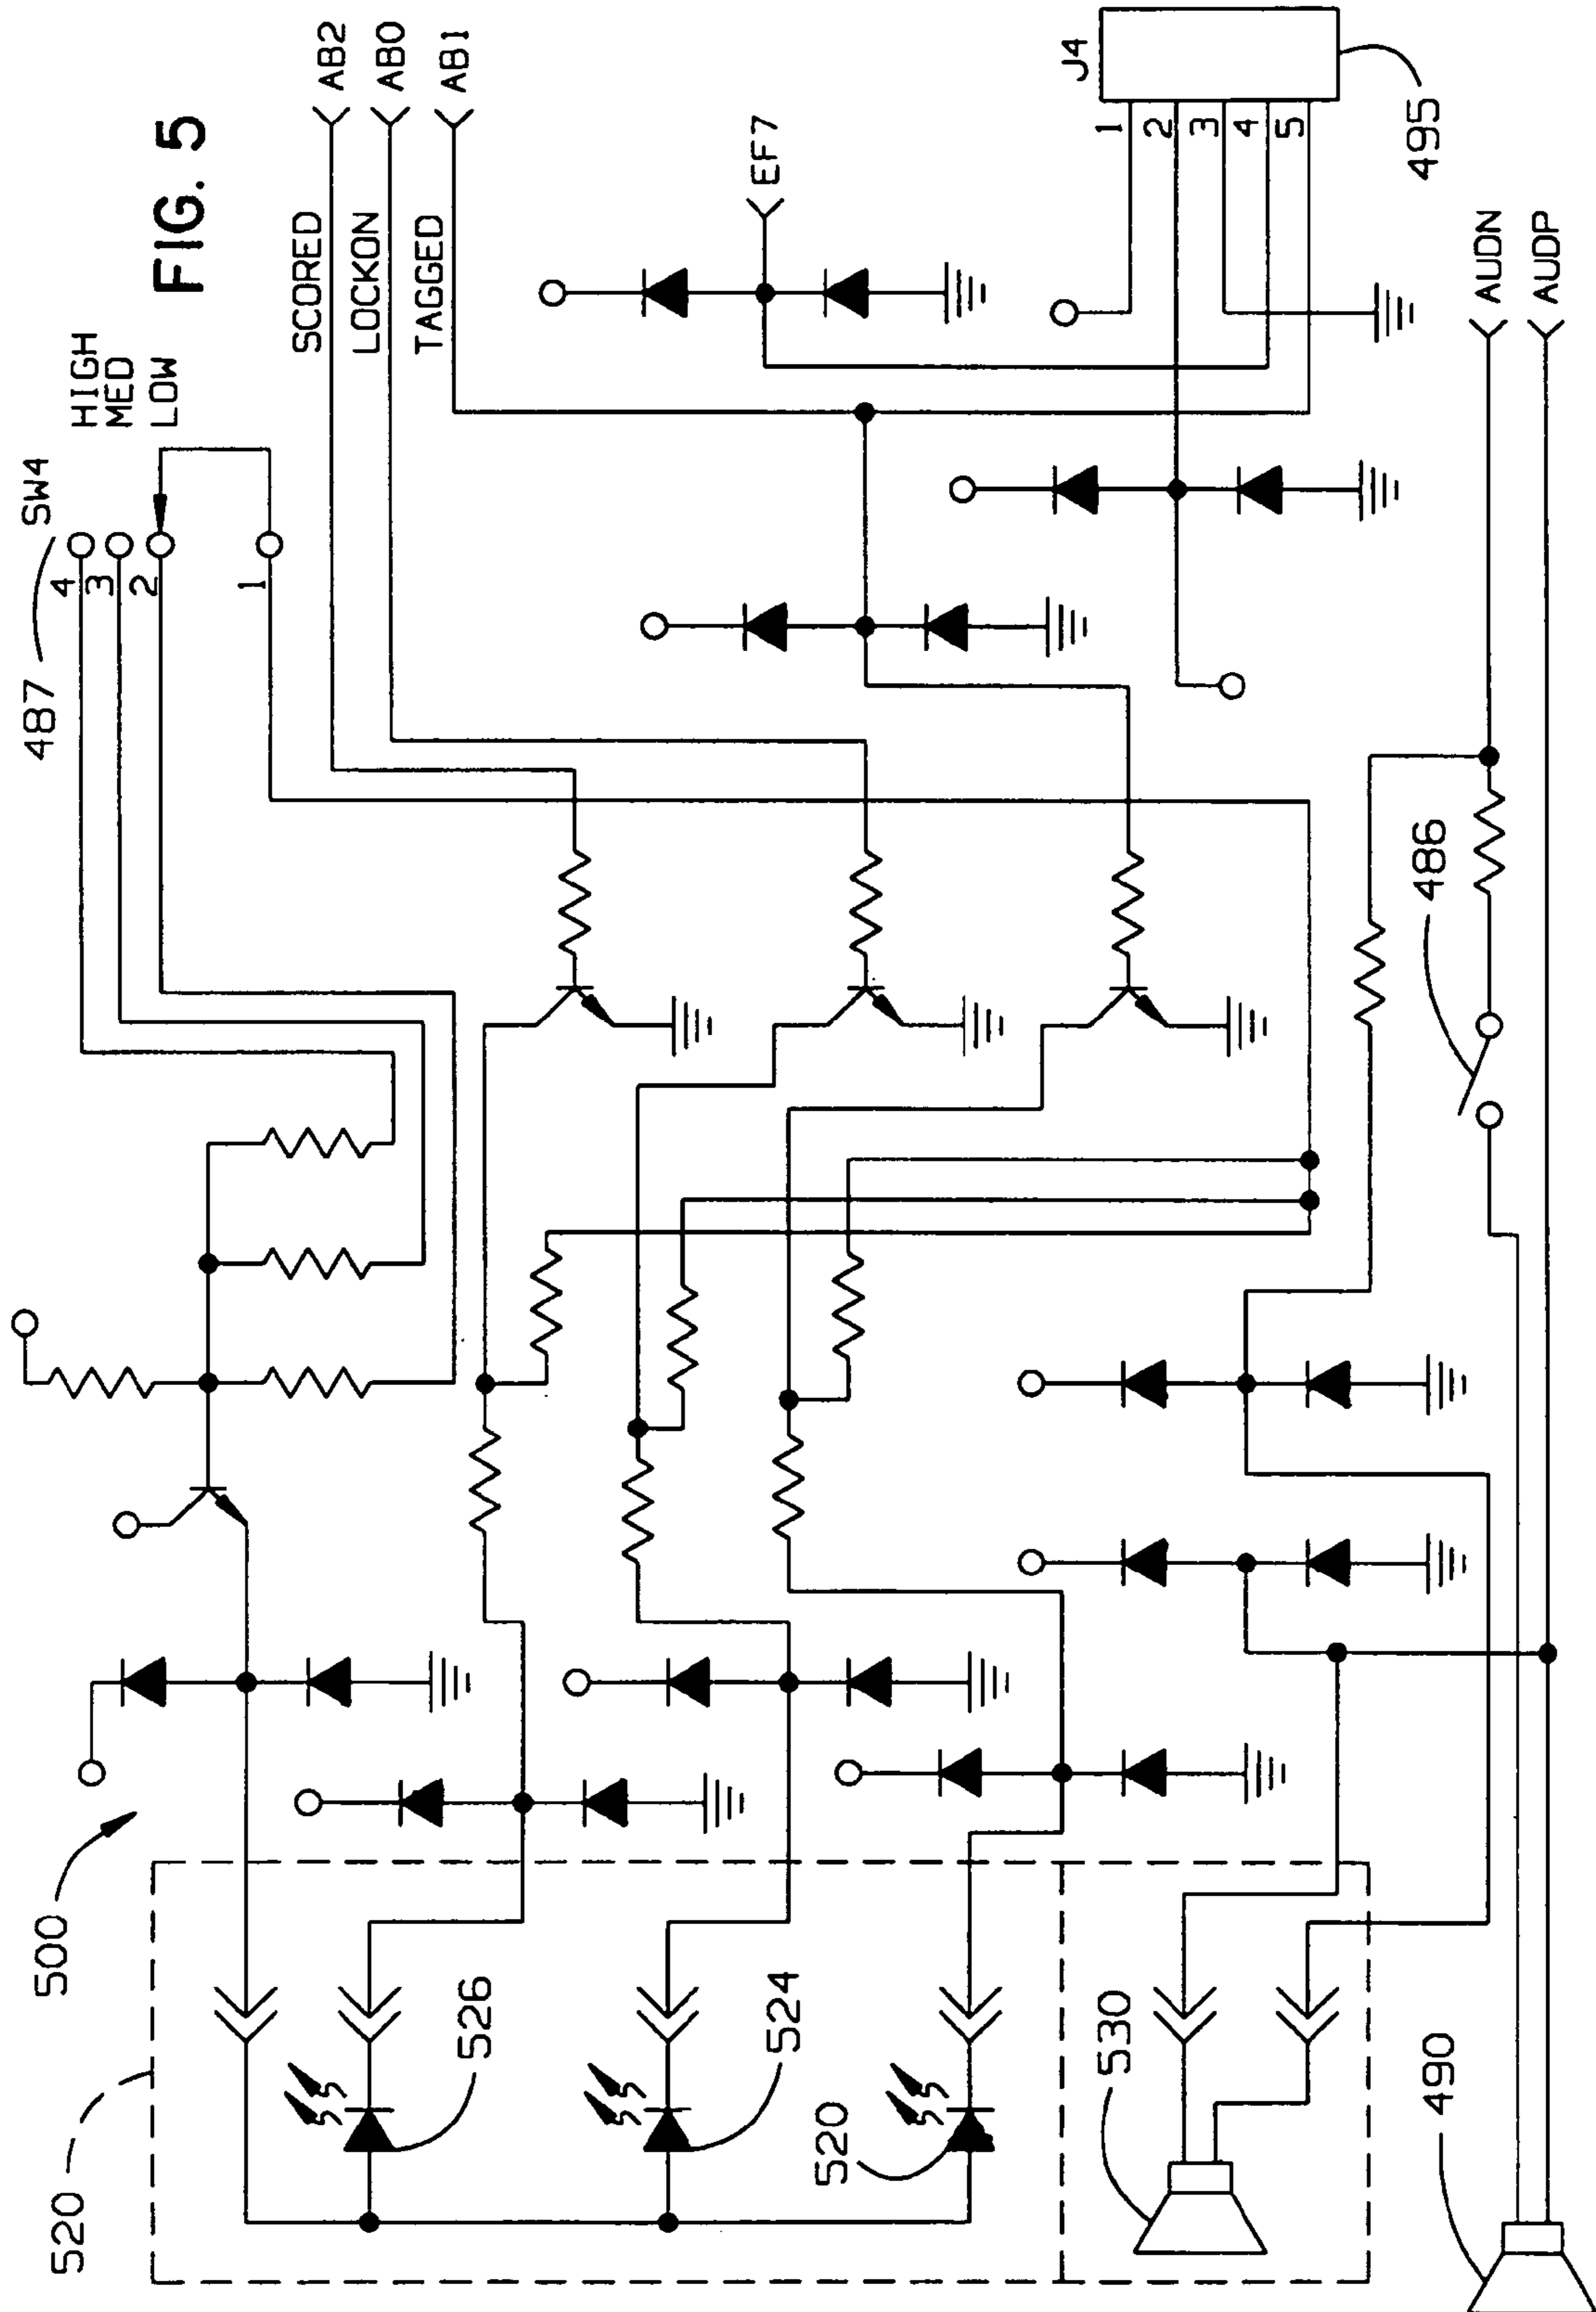 FIG. 5
487
SW4
4
3
2
1
HIGH
MED
LOW
SCORED
AB2
LOCKON
AB0
TAGGED
AB1
EF7
J4
1
2
3
4
5
495
500
520
526
524
520
530
490
486
AUDN
AUDP